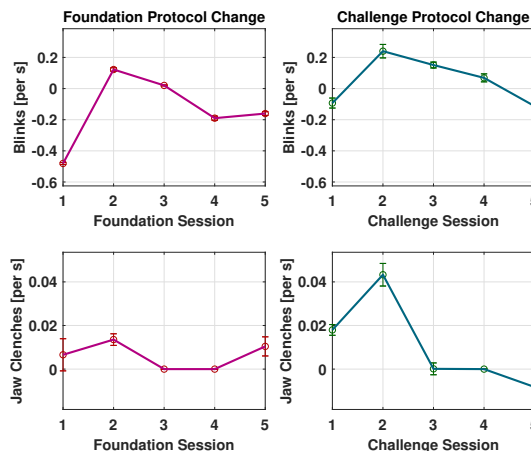 Foundation Protocol Change
Challenge Protocol Change
Blinks [per s]
0.2
0
-0.2
-0.4
-0.6
1 2 3 4 5
Foundation Session
Blinks [per s]
0.2
0
-0.2
-0.4
-0.6
1 2 3 4
Challenge Session
Jaw Clenches [per s]
0.04
0.02
0
1 2 3 4 5
Foundation Session
Jaw Clenches [per s]
0.04
0.02
0
1 2 3 4
Challenge Session